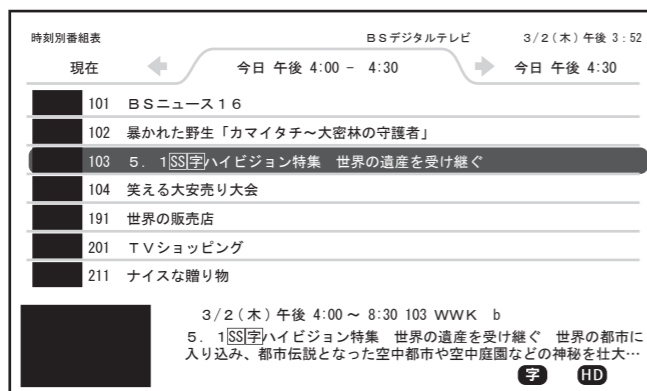 時刻別番組表 BSデジタルテレビ 3/2(木)午後 3:52
現在 今日 午後 4:00 - 4:30 今日 午後 4:30
101 BSニュース16
102 暴かれた野生「カマイタチ～大密林の守護者」
103 5．1SS字ハイビジョン特集 世界の遺産を受け継ぐ
104 笑える大安売り大会
191 世界の販売店
201 TVショッピング
211 ナイスな贈り物
3/2(木)午後 4:00～ 8:30 103 WWK b
5．1SS字ハイビジョン特集 世界の遺産を受け継ぐ 世界の都市に
入り込み、都市伝説となった空中都市や空中庭園などの神秘を壮大…
字 HD